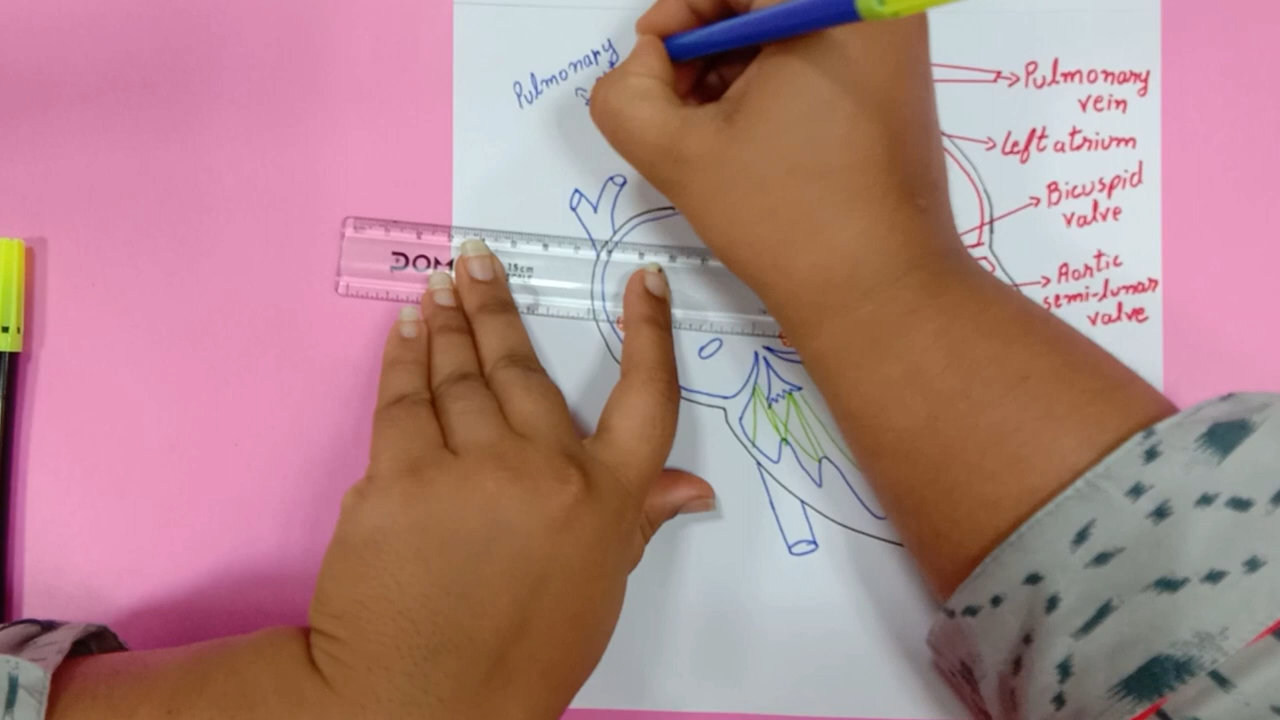 Pulmonary
Pulmonary
vein
Left atrium
Bicuspid
valve
Aortic
semi-lunar
valve
DOM
15cm